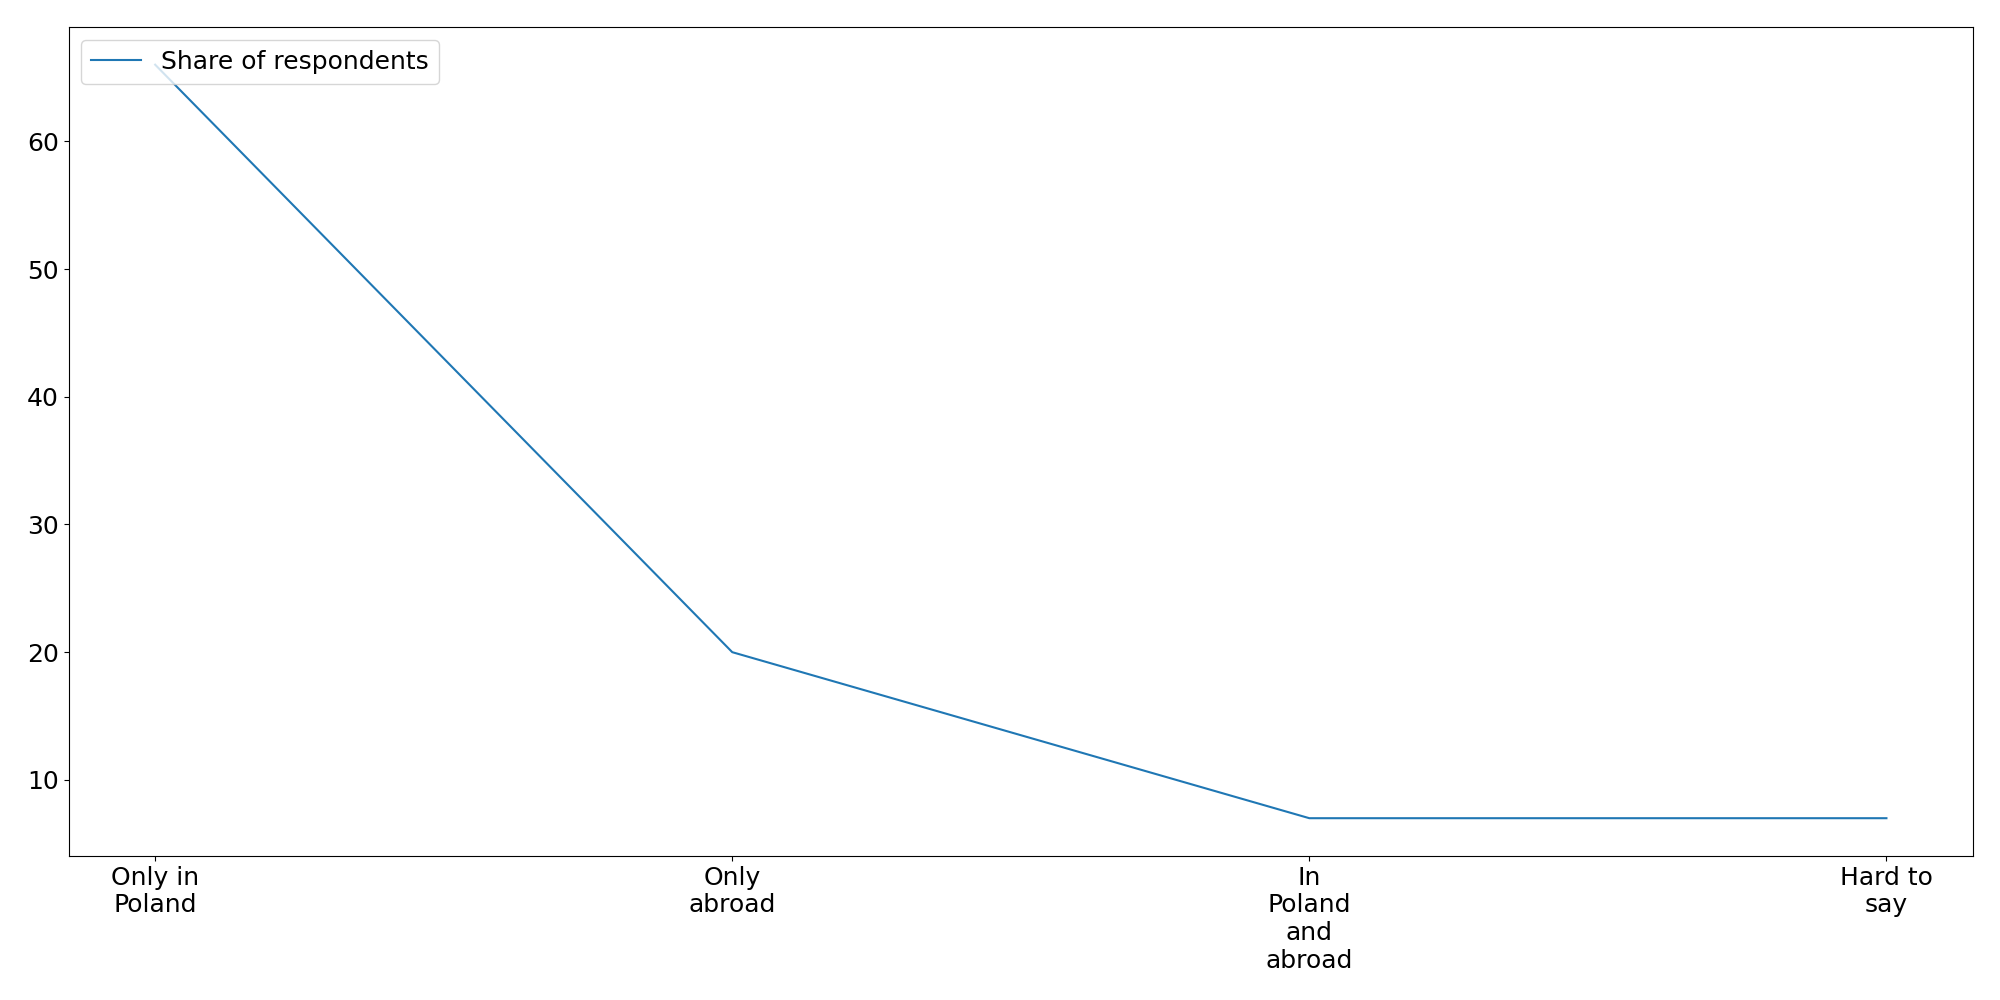 Share of respondents
60
50
40
30
20
10
Only in
Poland
Only
abroad
In
Poland
and
abroad
Hard to
say